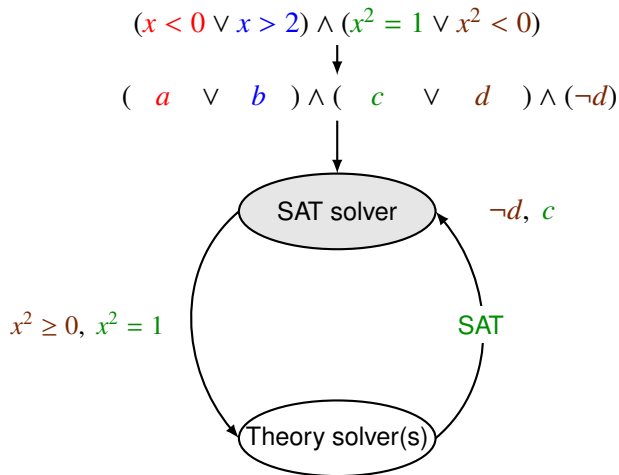 (x < 0 ∨ x > 2) ∧ (x² = 1 ∨ x² < 0)
( a ∨ b ) ∧ ( c ∨ d ) ∧ (¬d)
SAT solver
¬d, c
x² ≥ 0, x² = 1
SAT
Theory solver(s)